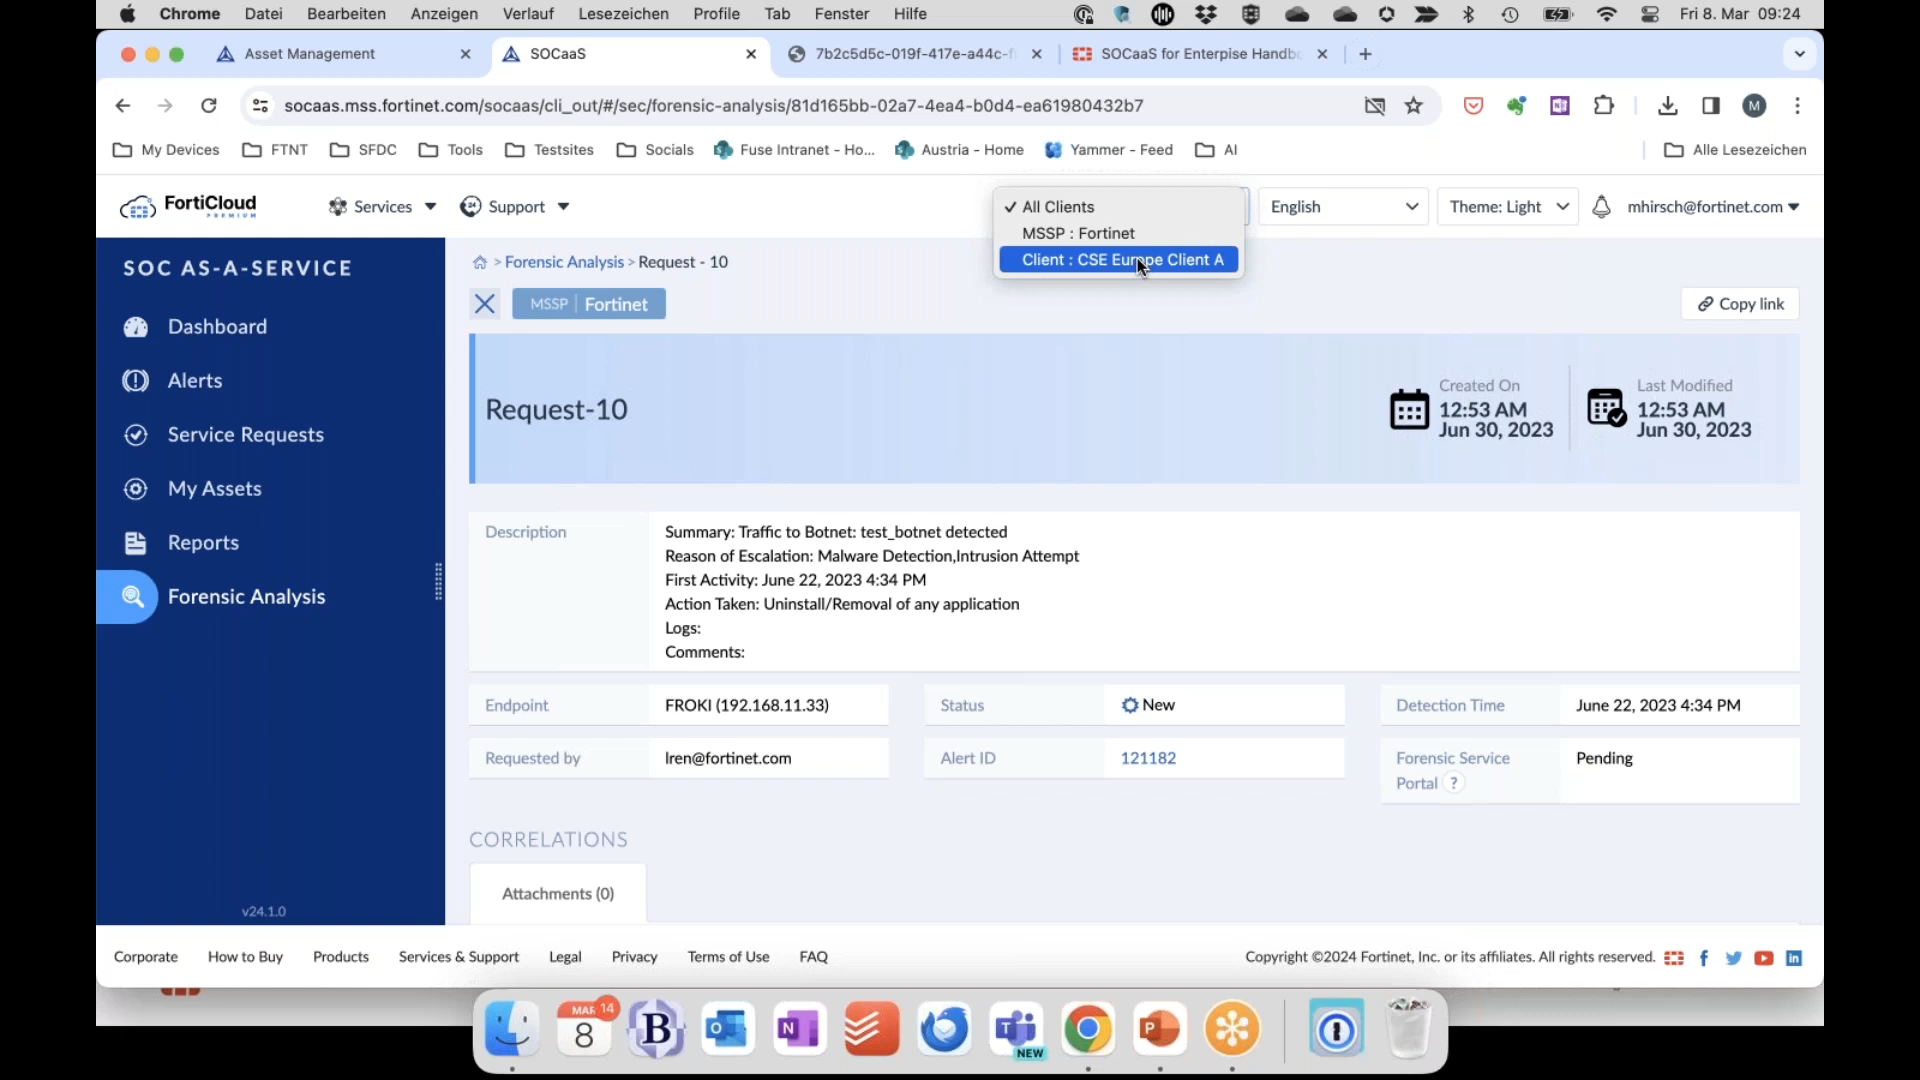 Chrome Datei Bearbeiten Anzeigen Verlauf Lesezeichen Profile Tab Fenster Hilfe Fri 8. Mar 09:24
Asset Management SOCaaS 7b2c5d5c-019f-417e-a44c- SOCaaS for Enterpise Handb
socaas.mss.fortinet.com/socaas/cli_out/#/sec/forensic-analysis/81d165bb-02a7-4ea4-b0d4-ea61980432b7 M
My Devices FTNT SFDC Tools Testsites Socials Fuse Intranet - Ho... Austria - Home Yammer - Feed AI Alle Lesezeichen
FortiCloud PREMIUM Services Support 24 ✓ All Clients English Theme: Light mhirsch@fortinet.com
MSSP : Fortinet
Client : CSE Europe Client A
SOC AS-A-SERVICE
> Forensic Analysis > Request - 10
MSSP | Fortinet Copy link
Dashboard
Alerts
Service Requests
My Assets
Reports
Forensic Analysis
v24.1.0
Request-10
Created On
12:53 AM
Jun 30, 2023
Last Modified
12:53 AM
Jun 30, 2023
Description
Summary: Traffic to Botnet: test_botnet detected
Reason of Escalation: Malware Detection,Intrusion Attempt
First Activity: June 22, 2023 4:34 PM
Action Taken: Uninstall/Removal of any application
Logs:
Comments:
Endpoint FROKI (192.168.11.33) Status New Detection Time June 22, 2023 4:34 PM
Requested by lren@fortinet.com Alert ID 121182 Forensic Service Portal ? Pending
CORRELATIONS
Attachments (0)
Corporate How to Buy Products Services & Support Legal Privacy Terms of Use FAQ Copyright ©2024 Fortinet, Inc. or its affiliates. All rights reserved.
MAR 14
8 B O N T NEW P